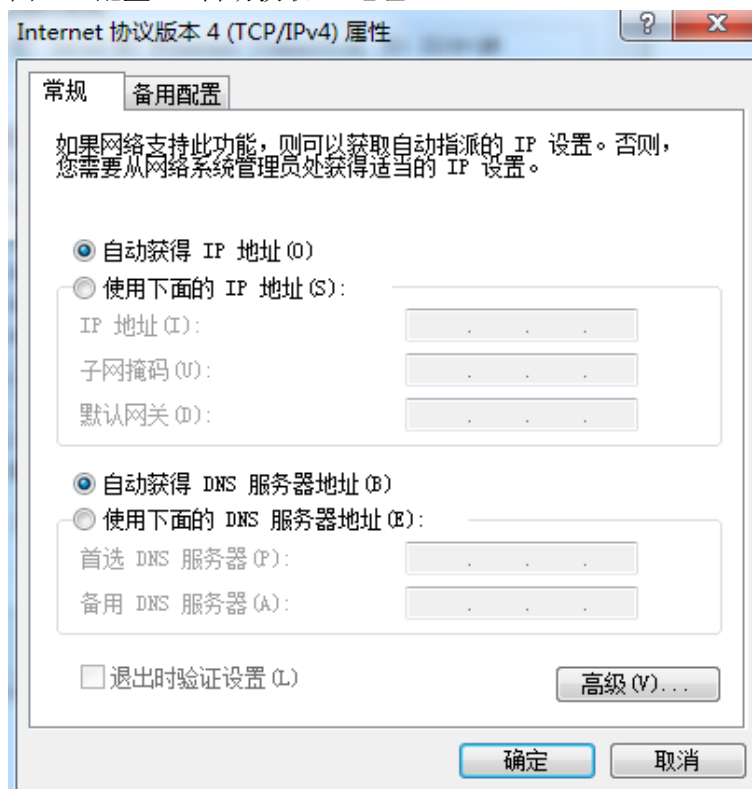 Internet 协议版本 4 (TCP/IPv4) 属性
常规
备用配置
如果网络支持此功能，则可以获取自动指派的 IP 设置。否则，
您需要从网络系统管理员处获得适当的 IP 设置。
自动获得 IP 地址(O)
使用下面的 IP 地址(S):
IP 地址(I):
子网掩码(U):
默认网关(D):
自动获得 DNS 服务器地址(B)
使用下面的 DNS 服务器地址(E):
首选 DNS 服务器(P):
备用 DNS 服务器(A):
退出时验证设置(L)
高级(V)...
确定
取消